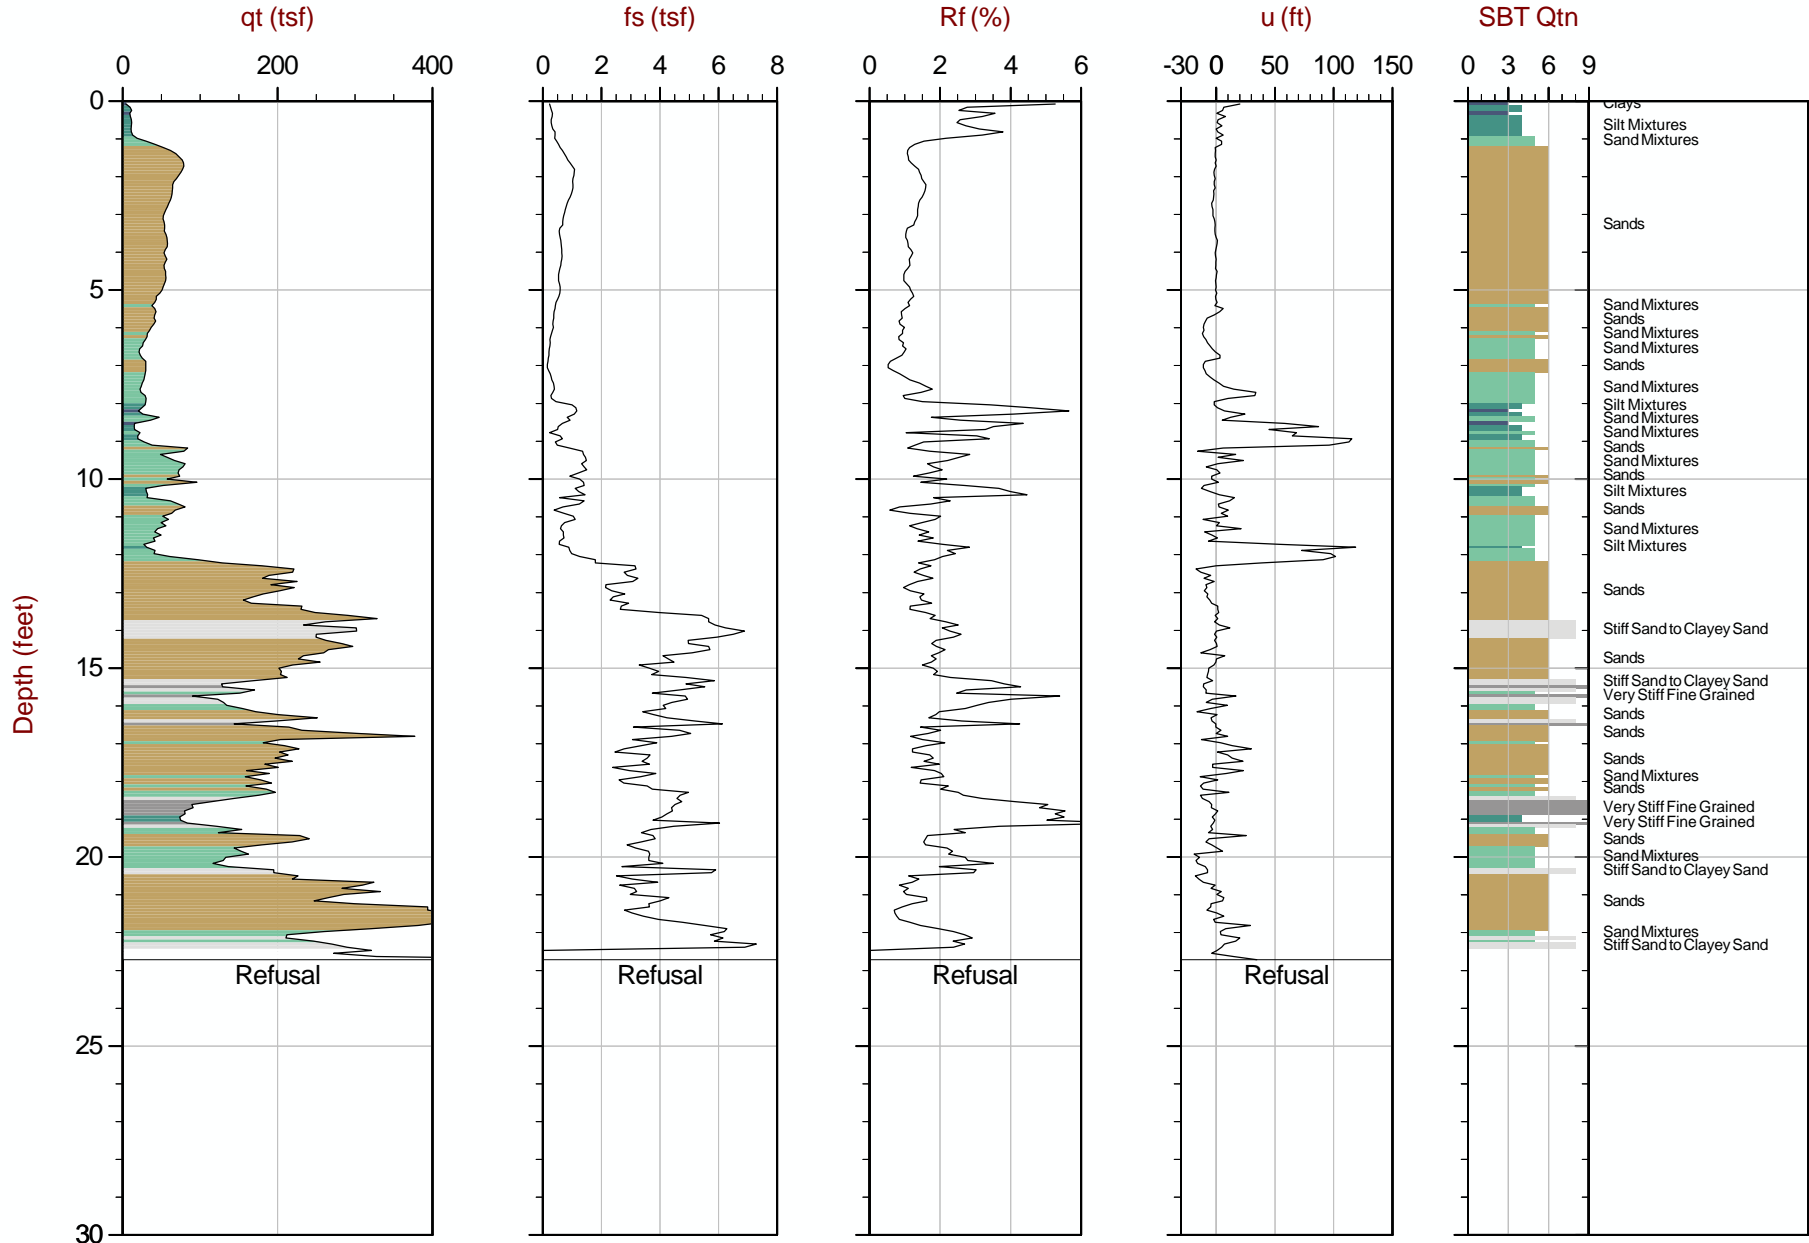 qt (tsf) fs (tsf) Rf (%) u (ft) SBT Qtn
0 200 400 0 2 4 6 8 0 2 4 6 -30 0 50 100 150 0 3 6 9
0
5
10
15
20
25
30
Depth (feet)
Clays
Silt Mixtures
Sand Mixtures
Sands
Sand Mixtures
Sands
Sand Mixtures
Sand Mixtures
Sands
Sand Mixtures
Silt Mixtures
Sand Mixtures
Sand Mixtures
Sands
Sand Mixtures
Sands
Silt Mixtures
Sands
Sand Mixtures
Silt Mixtures
Sands
Stiff Sand to Clayey Sand
Sands
Stiff Sand to Clayey Sand
Very Stiff Fine Grained
Sands
Sands
Sands
Sand Mixtures
Sands
Very Stiff Fine Grained
Very Stiff Fine Grained
Sands
Sand Mixtures
Stiff Sand to Clayey Sand
Sands
Sand Mixtures
Stiff Sand to Clayey Sand
Refusal Refusal Refusal Refusal